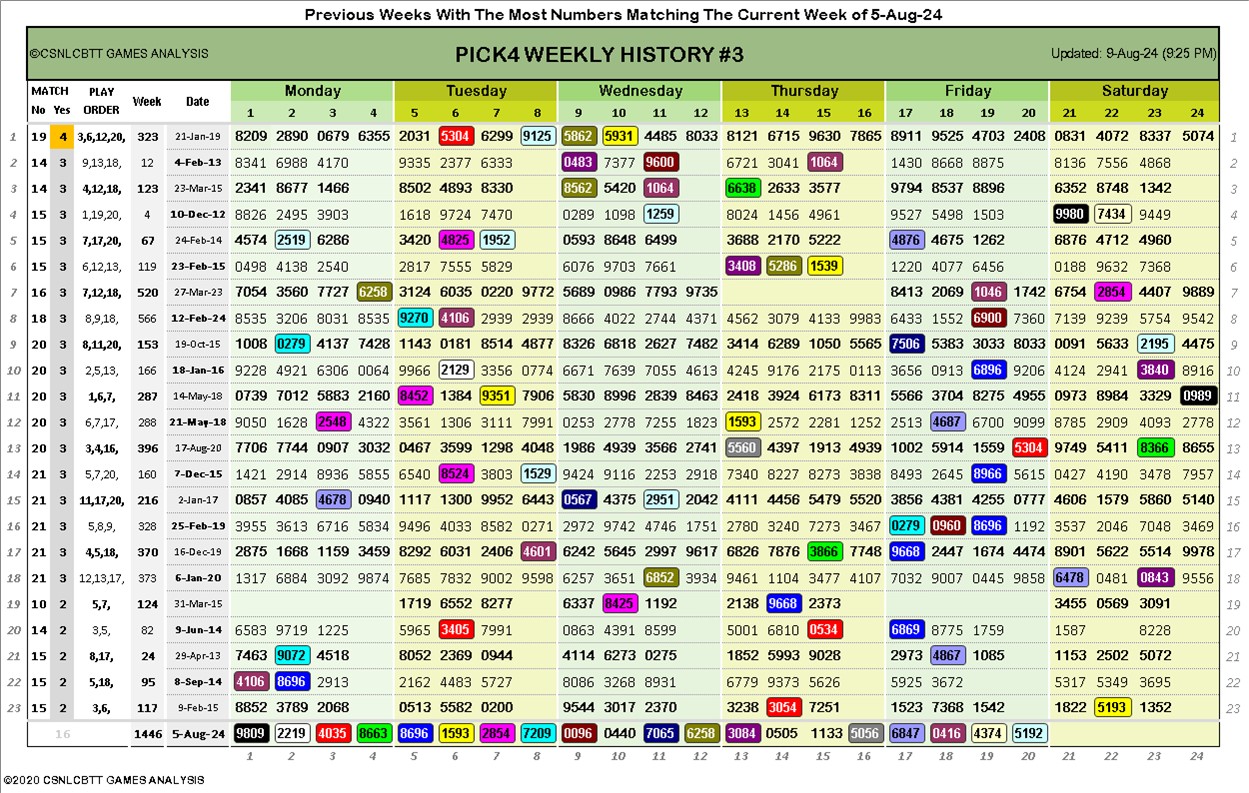 Previous Weeks With The Most Numbers Matching The Current Week of 5-Aug-24
©CSNLCBTT GAMES ANALYSIS PICK4 WEEKLY HISTORY #3 Updated: 9-Aug-24 (9:25 PM)
MATCH PLAY Week Date Monday Tuesday Wednesday Thursday Friday Saturday
No Yes ORDER 1 2 3 4 5 6 7 8 9 10 11 12 13 14 15 16 17 18 19 20 21 22 23 24
1 19 4 3,6,12,20, 323 21-Jan-19 8209 2890 0679 6355 2031 5304 6299 9125 5862 5931 4485 8033 8121 6715 9630 7865 8911 9525 4703 2408 0831 4072 8337 5074 1
2 14 3 9,13,18, 12 4-Feb-13 8341 6988 4170 9335 2377 6333 0483 7377 9600 6721 3041 1064 1430 8668 8875 8136 7556 4868 2
3 14 3 4,12,18, 123 23-Mar-15 2341 8677 1466 8502 4893 8330 8562 5420 1064 6638 2633 3577 9794 8537 8896 6352 8748 1342 3
4 15 3 1,19,20, 4 10-Dec-12 8826 2495 3903 1618 9724 7470 0289 1098 1259 8024 1456 4961 9527 5498 1503 9980 7434 9449 4
5 15 3 7,17,20, 67 24-Feb-14 4574 2519 6286 3420 4825 1952 0593 8648 6499 3688 2170 5222 4876 4675 1262 6876 4712 4960 5
6 15 3 6,12,13, 119 23-Feb-15 0498 4138 2540 2817 7555 5829 6076 9703 7661 3408 5286 1539 1220 4077 6456 0188 9632 7368 6
7 16 3 7,12,18, 520 27-Mar-23 7054 3560 7727 6258 3124 6035 0220 9772 5689 0986 7793 9735 8413 2069 1046 1742 6754 2854 4407 9889 7
8 18 3 8,9,18, 566 12-Feb-24 8535 3206 8031 8535 9270 4106 2939 2939 8666 4022 2744 4371 4562 3079 4133 9983 6433 1552 6900 7360 7139 9239 5754 9542 8
9 20 3 8,11,20, 153 19-Oct-15 1008 0279 4137 7428 1143 0181 8514 4877 8326 6818 2627 7482 3414 6289 1050 5565 7506 5383 3033 8033 0091 5633 2195 4475 9
10 20 3 2,5,13, 166 18-Jan-16 9228 4921 6306 0064 9966 2129 3356 0774 6671 7639 7055 4613 4245 9176 2175 0113 3656 0913 6896 9206 4124 2941 3840 8916 10
11 20 3 1,6,7, 287 14-May-18 0739 7012 5883 2160 8452 1384 9351 7906 5830 8996 2839 8463 2418 3924 6173 8311 5566 3704 8275 4955 0973 8984 3329 0989 11
12 20 3 6,7,17, 288 21-May-18 9050 1628 2548 4322 3561 1306 3111 7991 0253 2778 7255 1823 1593 2572 2281 1252 2513 4687 6700 9099 8785 2909 4093 2778 12
13 20 3 3,4,16, 396 17-Aug-20 7706 7744 0907 3032 0467 3599 1298 4048 1986 4939 3566 2741 5560 4397 1913 4939 1002 5914 1559 5304 9749 5411 8366 8655 13
14 21 3 5,7,20, 160 7-Dec-15 1421 2914 8936 5855 6540 8524 3803 1529 9424 9116 2253 2918 7340 8227 8273 3838 8493 2645 8966 5615 0427 4190 3478 7957 14
15 21 3 11,17,20, 216 2-Jan-17 0857 4085 4678 0940 1117 1300 9952 6443 0567 4375 2951 2042 4111 4456 5479 5520 3856 4381 4255 0777 4606 1579 5860 5140 15
16 21 3 5,8,9, 328 25-Feb-19 3955 3613 6716 5834 9496 4033 8582 0271 2972 9742 4746 1751 2780 3240 7273 3467 0279 0960 8696 1192 3537 2046 7048 3469 16
17 21 3 4,5,18, 370 16-Dec-19 2875 1668 1159 3459 8292 6031 2406 4601 6242 5645 2997 9617 6826 7876 3866 7748 9668 2447 1674 4474 8901 5622 5514 9978 17
18 21 3 12,13,17, 373 6-Jan-20 1317 6884 3092 9874 7685 7832 9002 9598 6257 3651 6852 3934 9461 1104 3477 4107 7032 9007 0445 9858 6478 0481 0843 9556 18
19 10 2 5,7, 124 31-Mar-15 1719 6552 8277 6337 8425 1192 2138 9668 2373 3455 0569 3091 19
20 14 2 3,5, 82 9-Jun-14 6583 9719 1225 5965 3405 7991 0863 4391 8599 5001 6810 0534 6869 8775 1759 1587 8228 20
21 15 2 8,17, 24 29-Apr-13 7463 9072 4518 8052 2369 0944 4114 6273 0275 1852 5993 9028 2973 4867 1085 1153 2502 5072 21
22 15 2 5,18, 95 8-Sep-14 4106 8696 2913 2162 4483 5727 8086 3268 8931 6779 9373 5626 5925 3672 5317 5349 3695 22
23 15 2 3,6, 117 9-Feb-15 8852 3789 2068 0513 5582 0200 9544 3017 2370 3238 3054 7251 1523 7368 1542 1822 5193 1352 23
16 1446 5-Aug-24 9809 2219 4035 8663 8696 1593 2854 7209 0096 0440 7065 6258 3084 0505 1133 5056 6847 0416 4374 5192
1 2 3 4 5 6 7 8 9 10 11 12 13 14 15 16 17 18 19 20 21 22 23 24
©2020 CSNLCBTT GAMES ANALYSIS